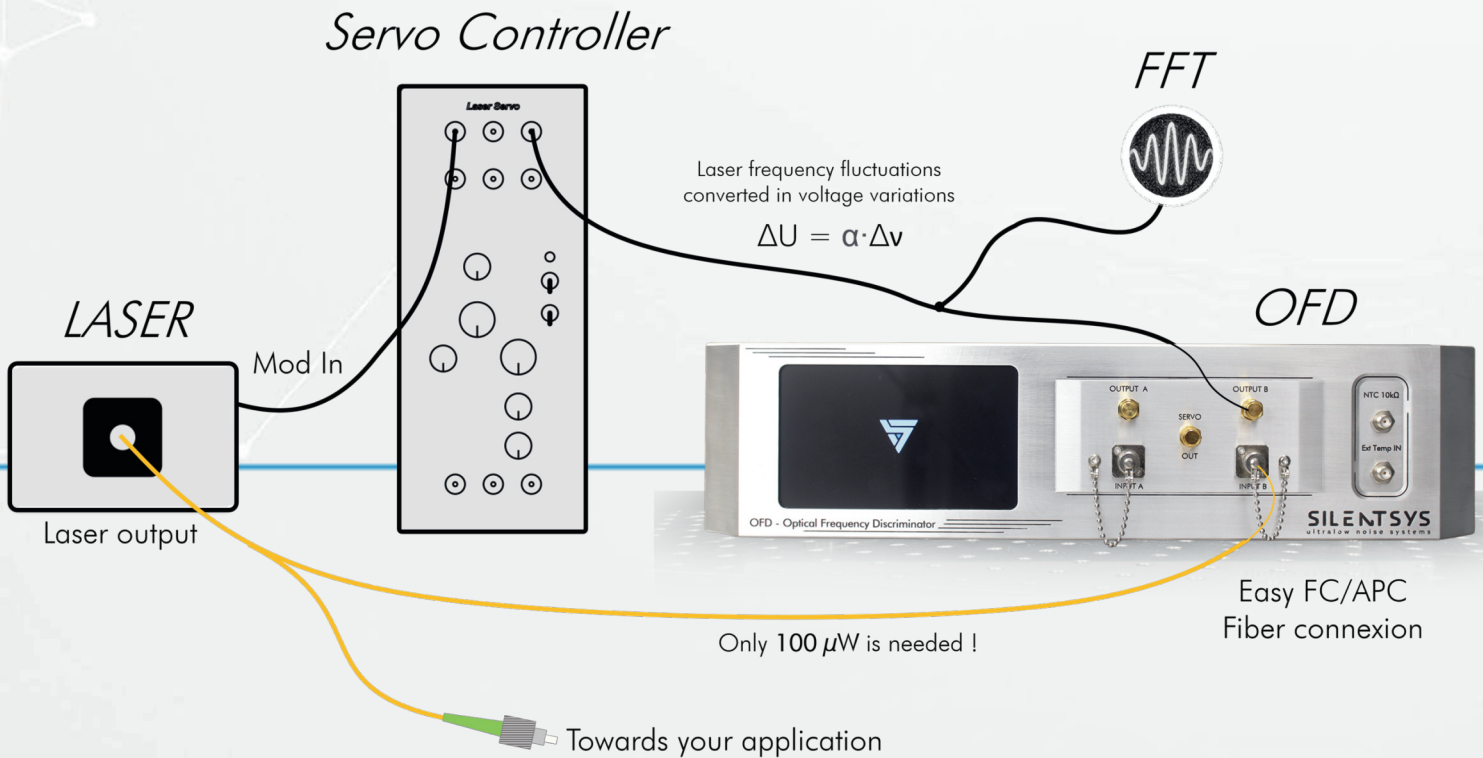 Servo Controller
Laser Servo
FFT
Laser frequency fluctuations
converted in voltage variations
ΔU = α·Δν
LASER
Mod In
Laser output
OFD
OUTPUT A
OUTPUT B
SERVO
OUT
INPUT A
INPUT B
NTC 10kΩ
Ext Temp IN
OFD - Optical Frequency Discriminator
SILENTSYS
ultralow noise systems
Easy FC/APC
Fiber connexion
Only 100 μW is needed !
Towards your application